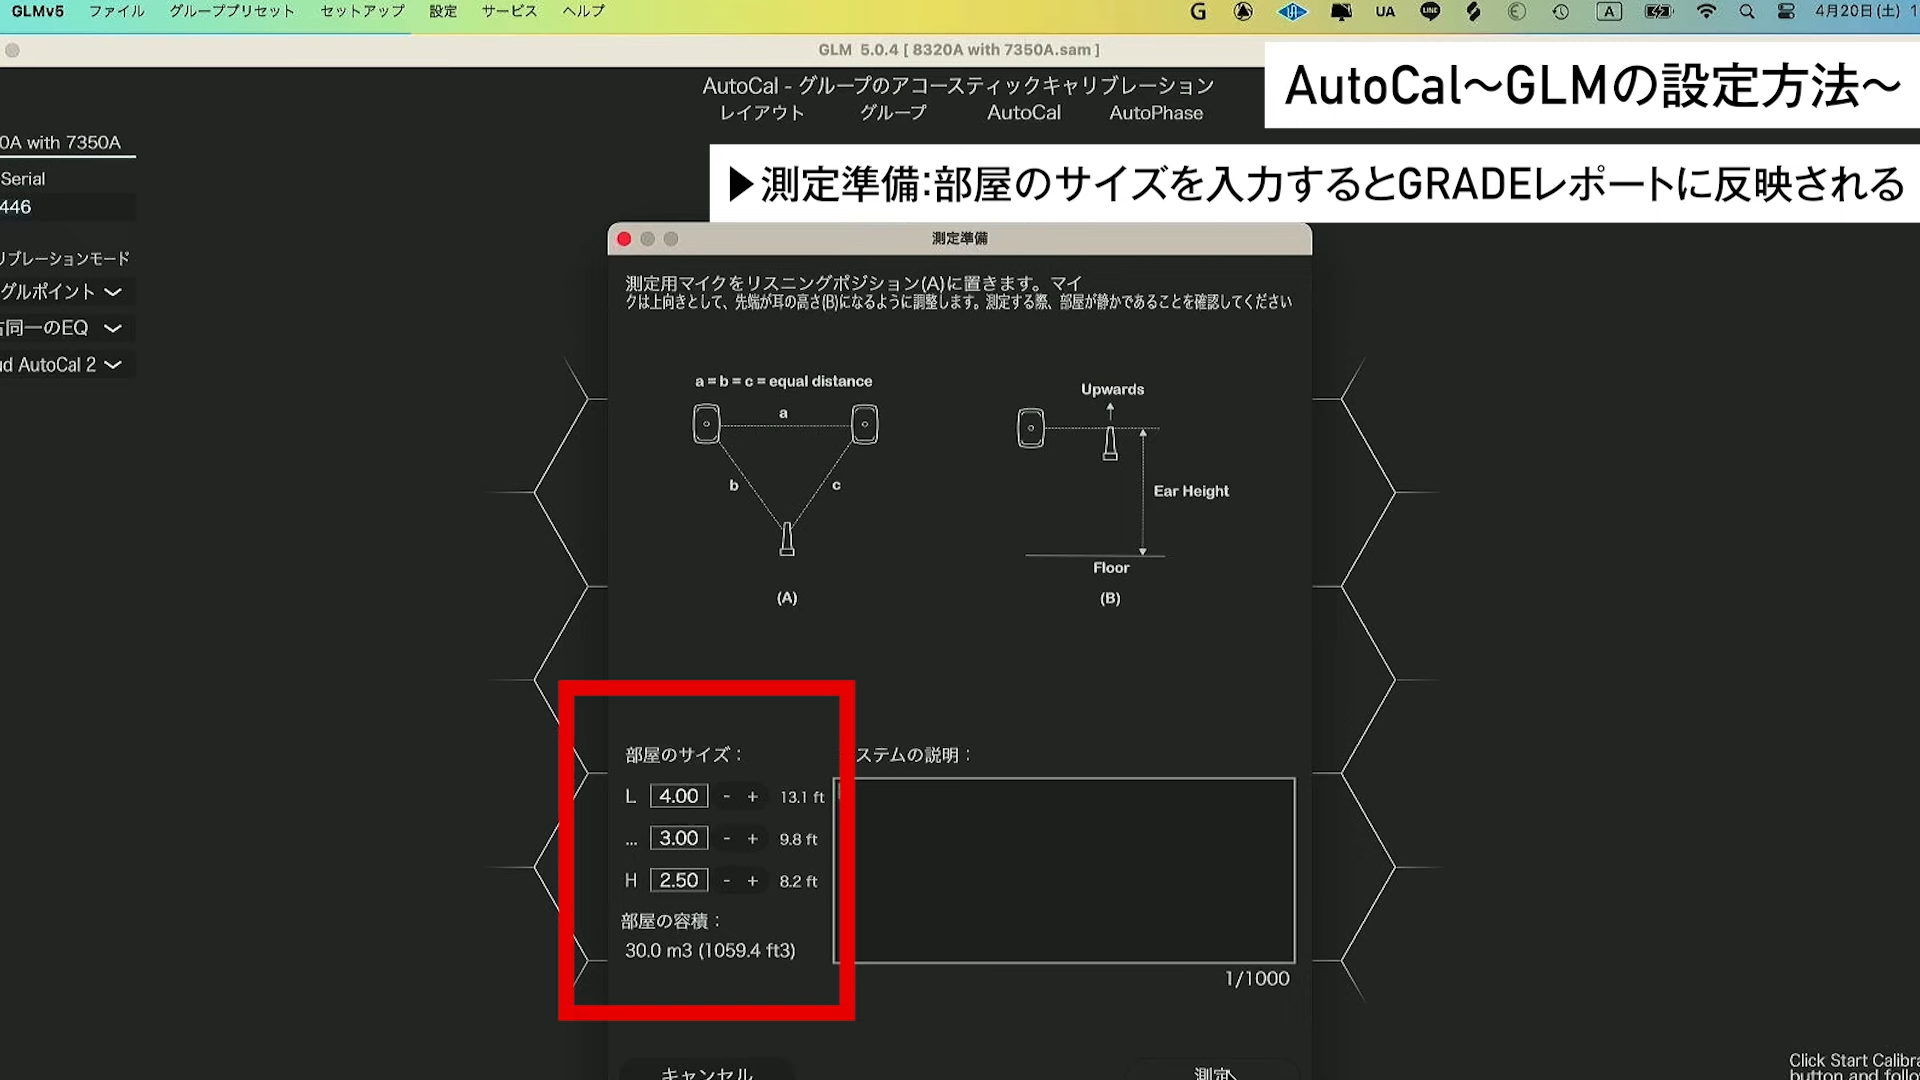 GLMv5 ファイル グループプリセット セットアップ 設定 サービス ヘルプ UA LINE A 4月20日(土) 1
GLM 5.0.4 [ 8320A with 7350A.sam ]
AutoCal～GLMの設定方法～
AutoCal - グループのアコースティックキャリブレーション
レイアウト グループ AutoCal AutoPhase
▶測定準備:部屋のサイズを入力するとGRADEレポートに反映される
0A with 7350A
Serial
446
リブレーションモード
グルポイント
右同一のEQ
ud AutoCal 2
測定準備
測定用マイクをリスニングポジション(A)に置きます。マイ
クは上向きとして、先端が耳の高さ(B)になるように調整します。測定する際、部屋が静かであることを確認してください
a = b = c = equal distance
a
b
c
(A)
Upwards
Ear Height
Floor
(B)
部屋のサイズ：
L 4.00 - + 13.1 ft
... 3.00 - + 9.8 ft
H 2.50 - + 8.2 ft
部屋の容積：
30.0 m3 (1059.4 ft3)
ステムの説明：
1/1000
キャンセル
測定
Click Start Calibra
button and follo